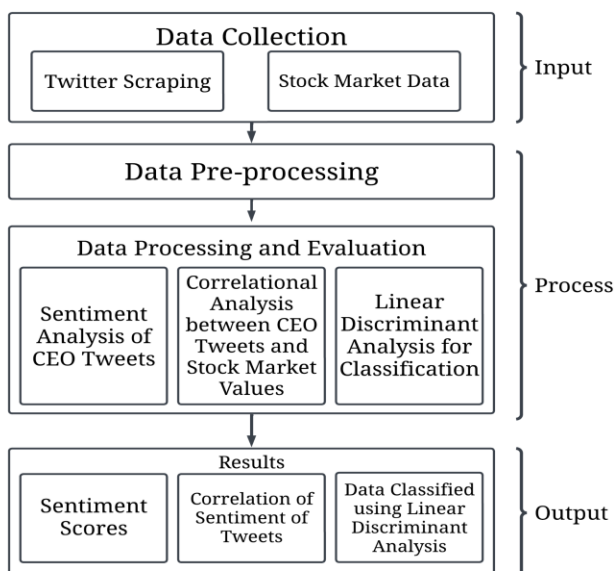 Data Collection
Twitter Scraping
Stock Market Data
Input
Data Pre-processing
Data Processing and Evaluation
Sentiment
Analysis of
CEO Tweets
Correlational
Analysis
between CEO
Tweets and
Stock Market
Values
Linear
Discriminant
Analysis for
Classification
Process
Results
Sentiment
Scores
Correlation of
Sentiment of
Tweets
Data Classified
using Linear
Discriminant
Analysis
Output